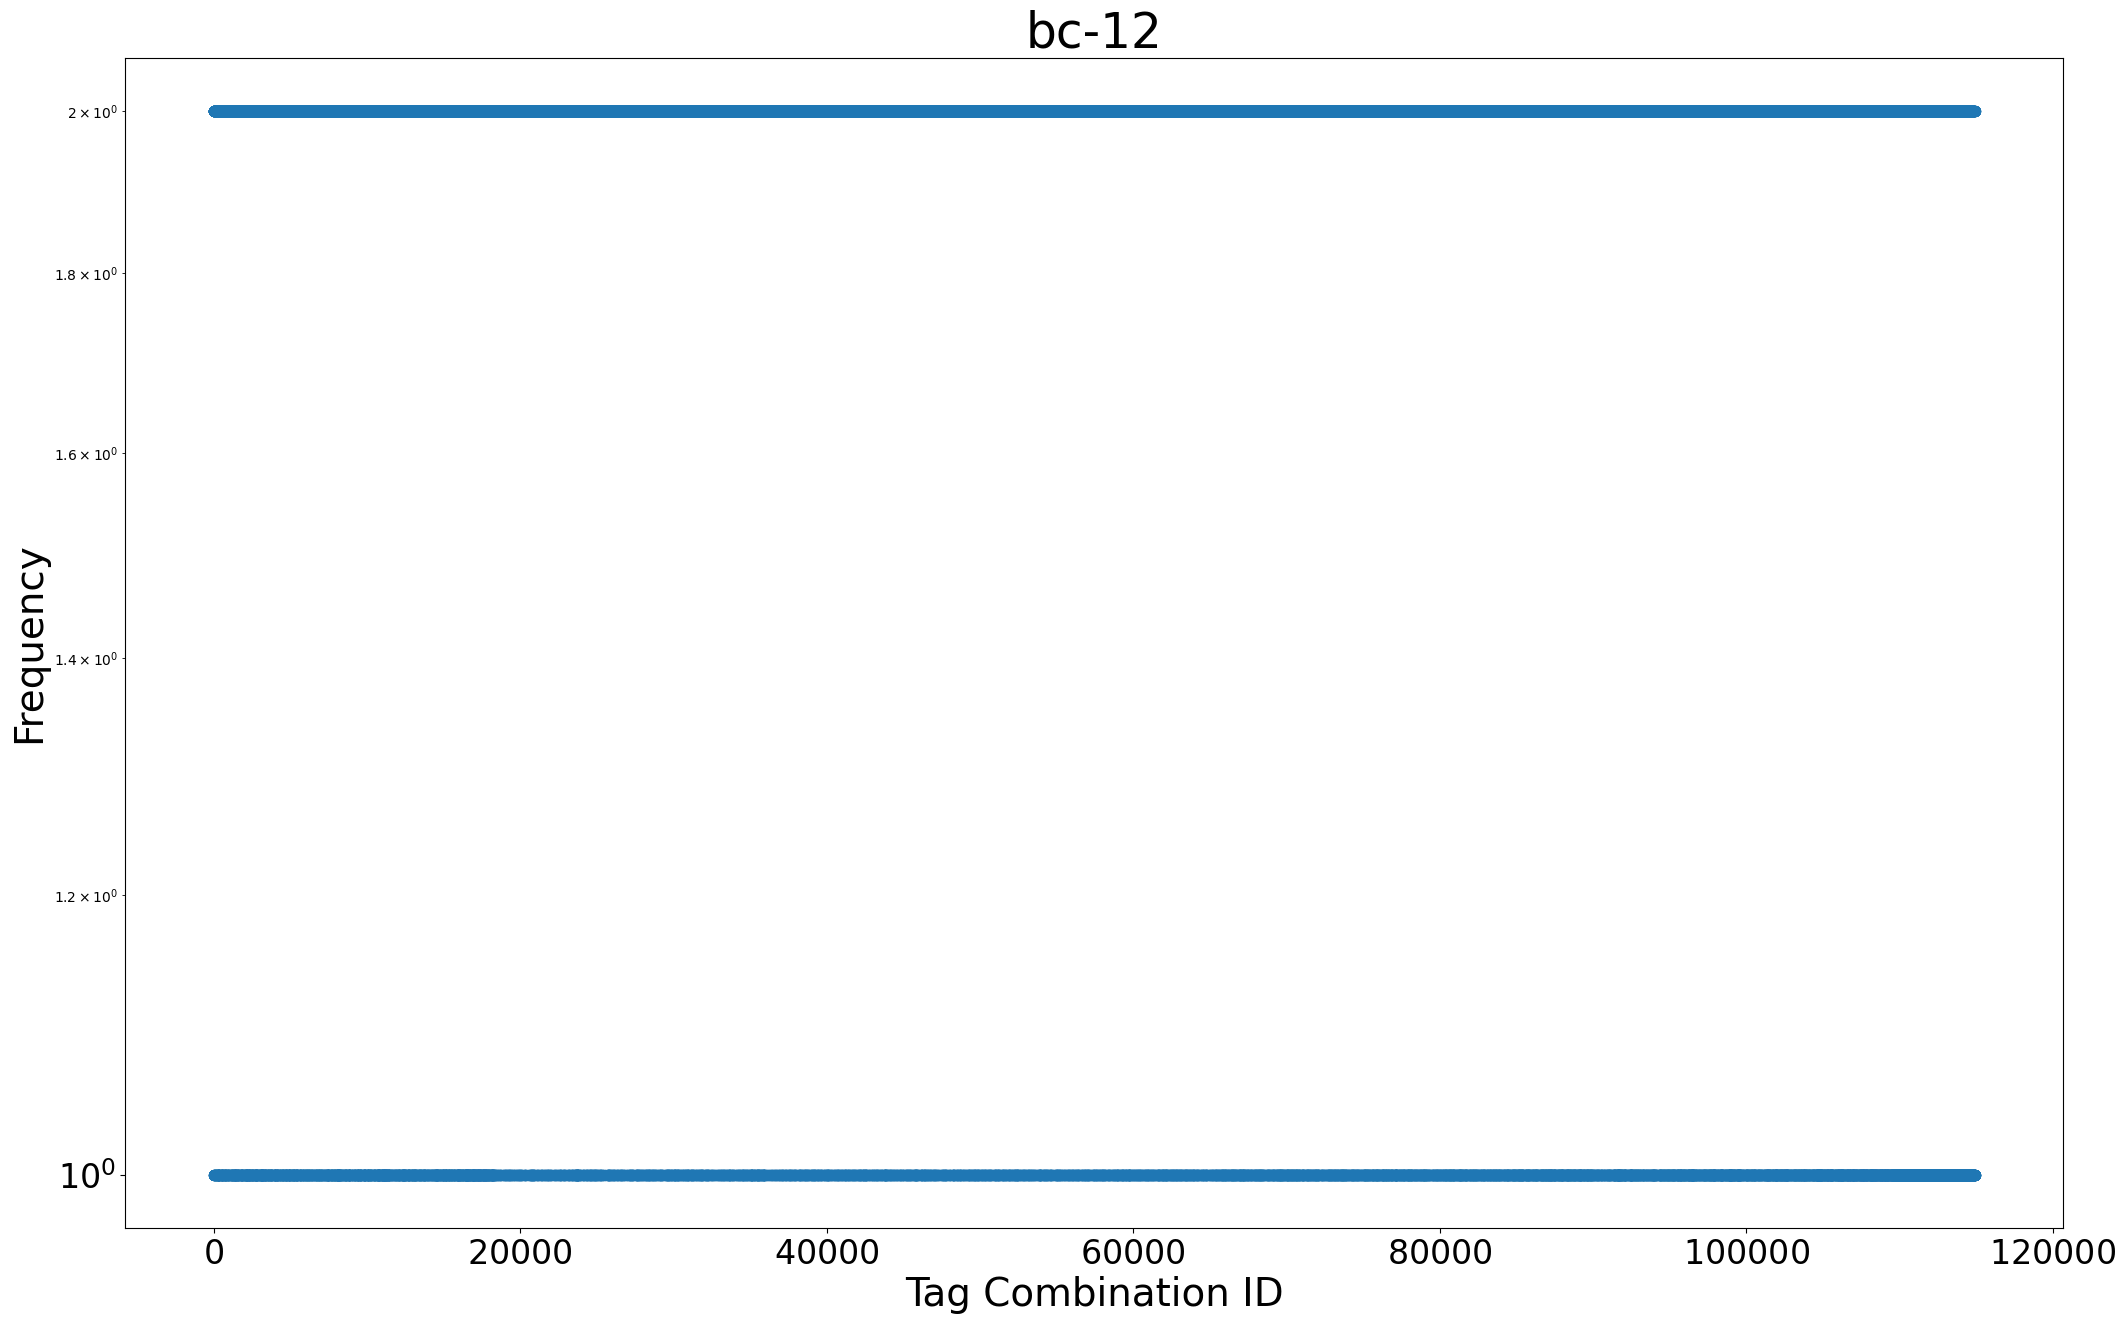 bc-12
2 × 10⁰
1.8 × 10⁰
1.6 × 10⁰
1.4 × 10⁰
1.2 × 10⁰
10⁰
Frequency
0 20000 40000 60000 80000 100000 120000
Tag Combination ID